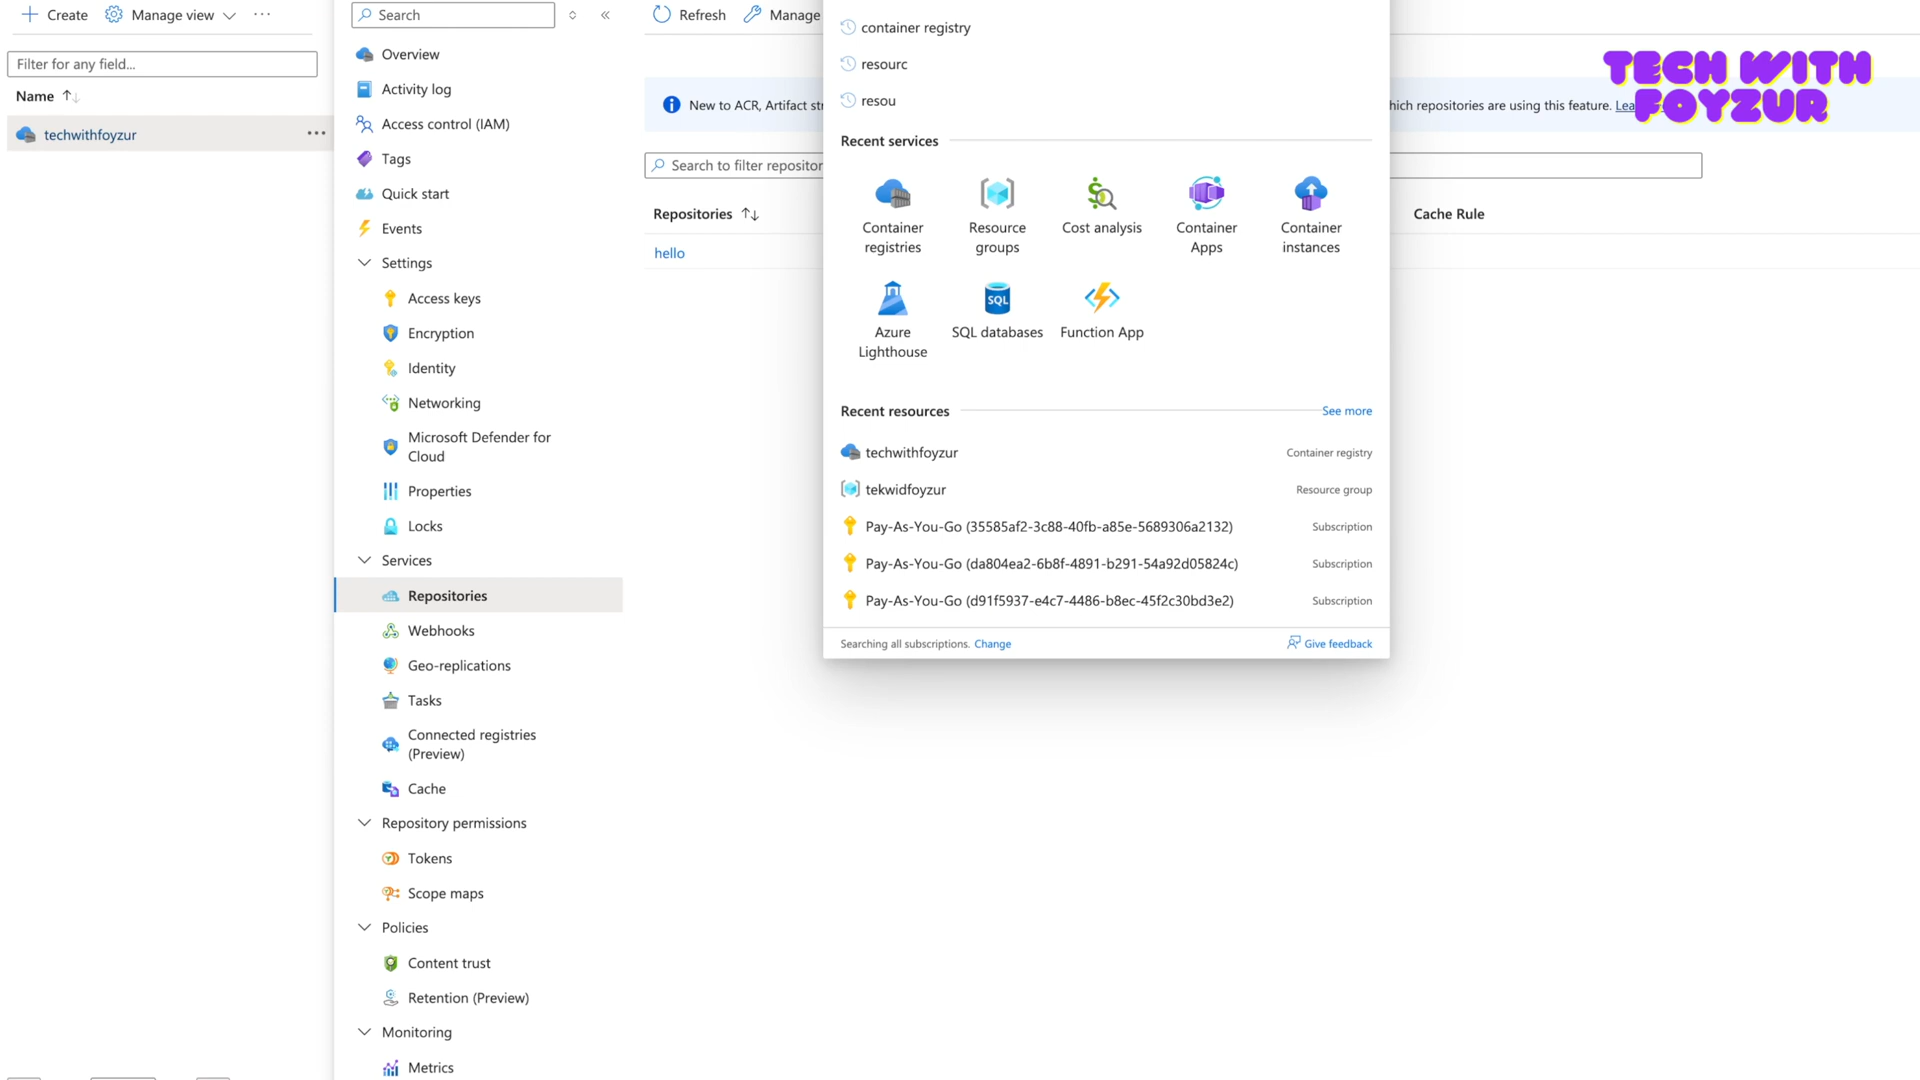 Create
Manage view
Filter for any field...
Name
techwithfoyzur
Search
Overview
Activity log
Access control (IAM)
Tags
Quick start
Events
Settings
Access keys
Encryption
Identity
Networking
Microsoft Defender for
Cloud
Properties
Locks
Services
Repositories
Webhooks
Geo-replications
Tasks
Connected registries
(Preview)
Cache
Repository permissions
Tokens
Scope maps
Policies
Content trust
Retention (Preview)
Monitoring
Metrics
Refresh
Manage
New to ACR, Artifact
Search to filter
Repositories
hello
container registry
resourc
resou
Recent services
Container
registries
Resource
groups
Cost analysis
Container
Apps
Container
instances
Azure
Lighthouse
SQL
SQL databases
Function App
Recent resources
See more
techwithfoyzur
Container registry
tekwidfoyzur
Resource group
Pay-As-You-Go (35585af2-3c88-40fb-a85e-5689306a2132)
Subscription
Pay-As-You-Go (da804ea2-6b8f-4891-b291-54a92d05824c)
Subscription
Pay-As-You-Go (d91f5937-e4c7-4486-b8ec-45f2c30bd3e2)
Subscription
Searching all subscriptions. Change
Give feedback
repositories are using this feature.
Cache Rule
TECH WITH
FOYZUR